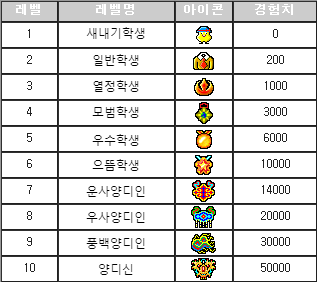 레벨 레벨명 아이콘 경험치
1 새내기학생 0
2 일반학생 200
3 열정학생 1000
4 모범학생 3000
5 우수학생 6000
6 으뜸학생 10000
7 운사양디인 14000
8 우사양디인 20000
9 풍백양디인 30000
10 양디신 50000